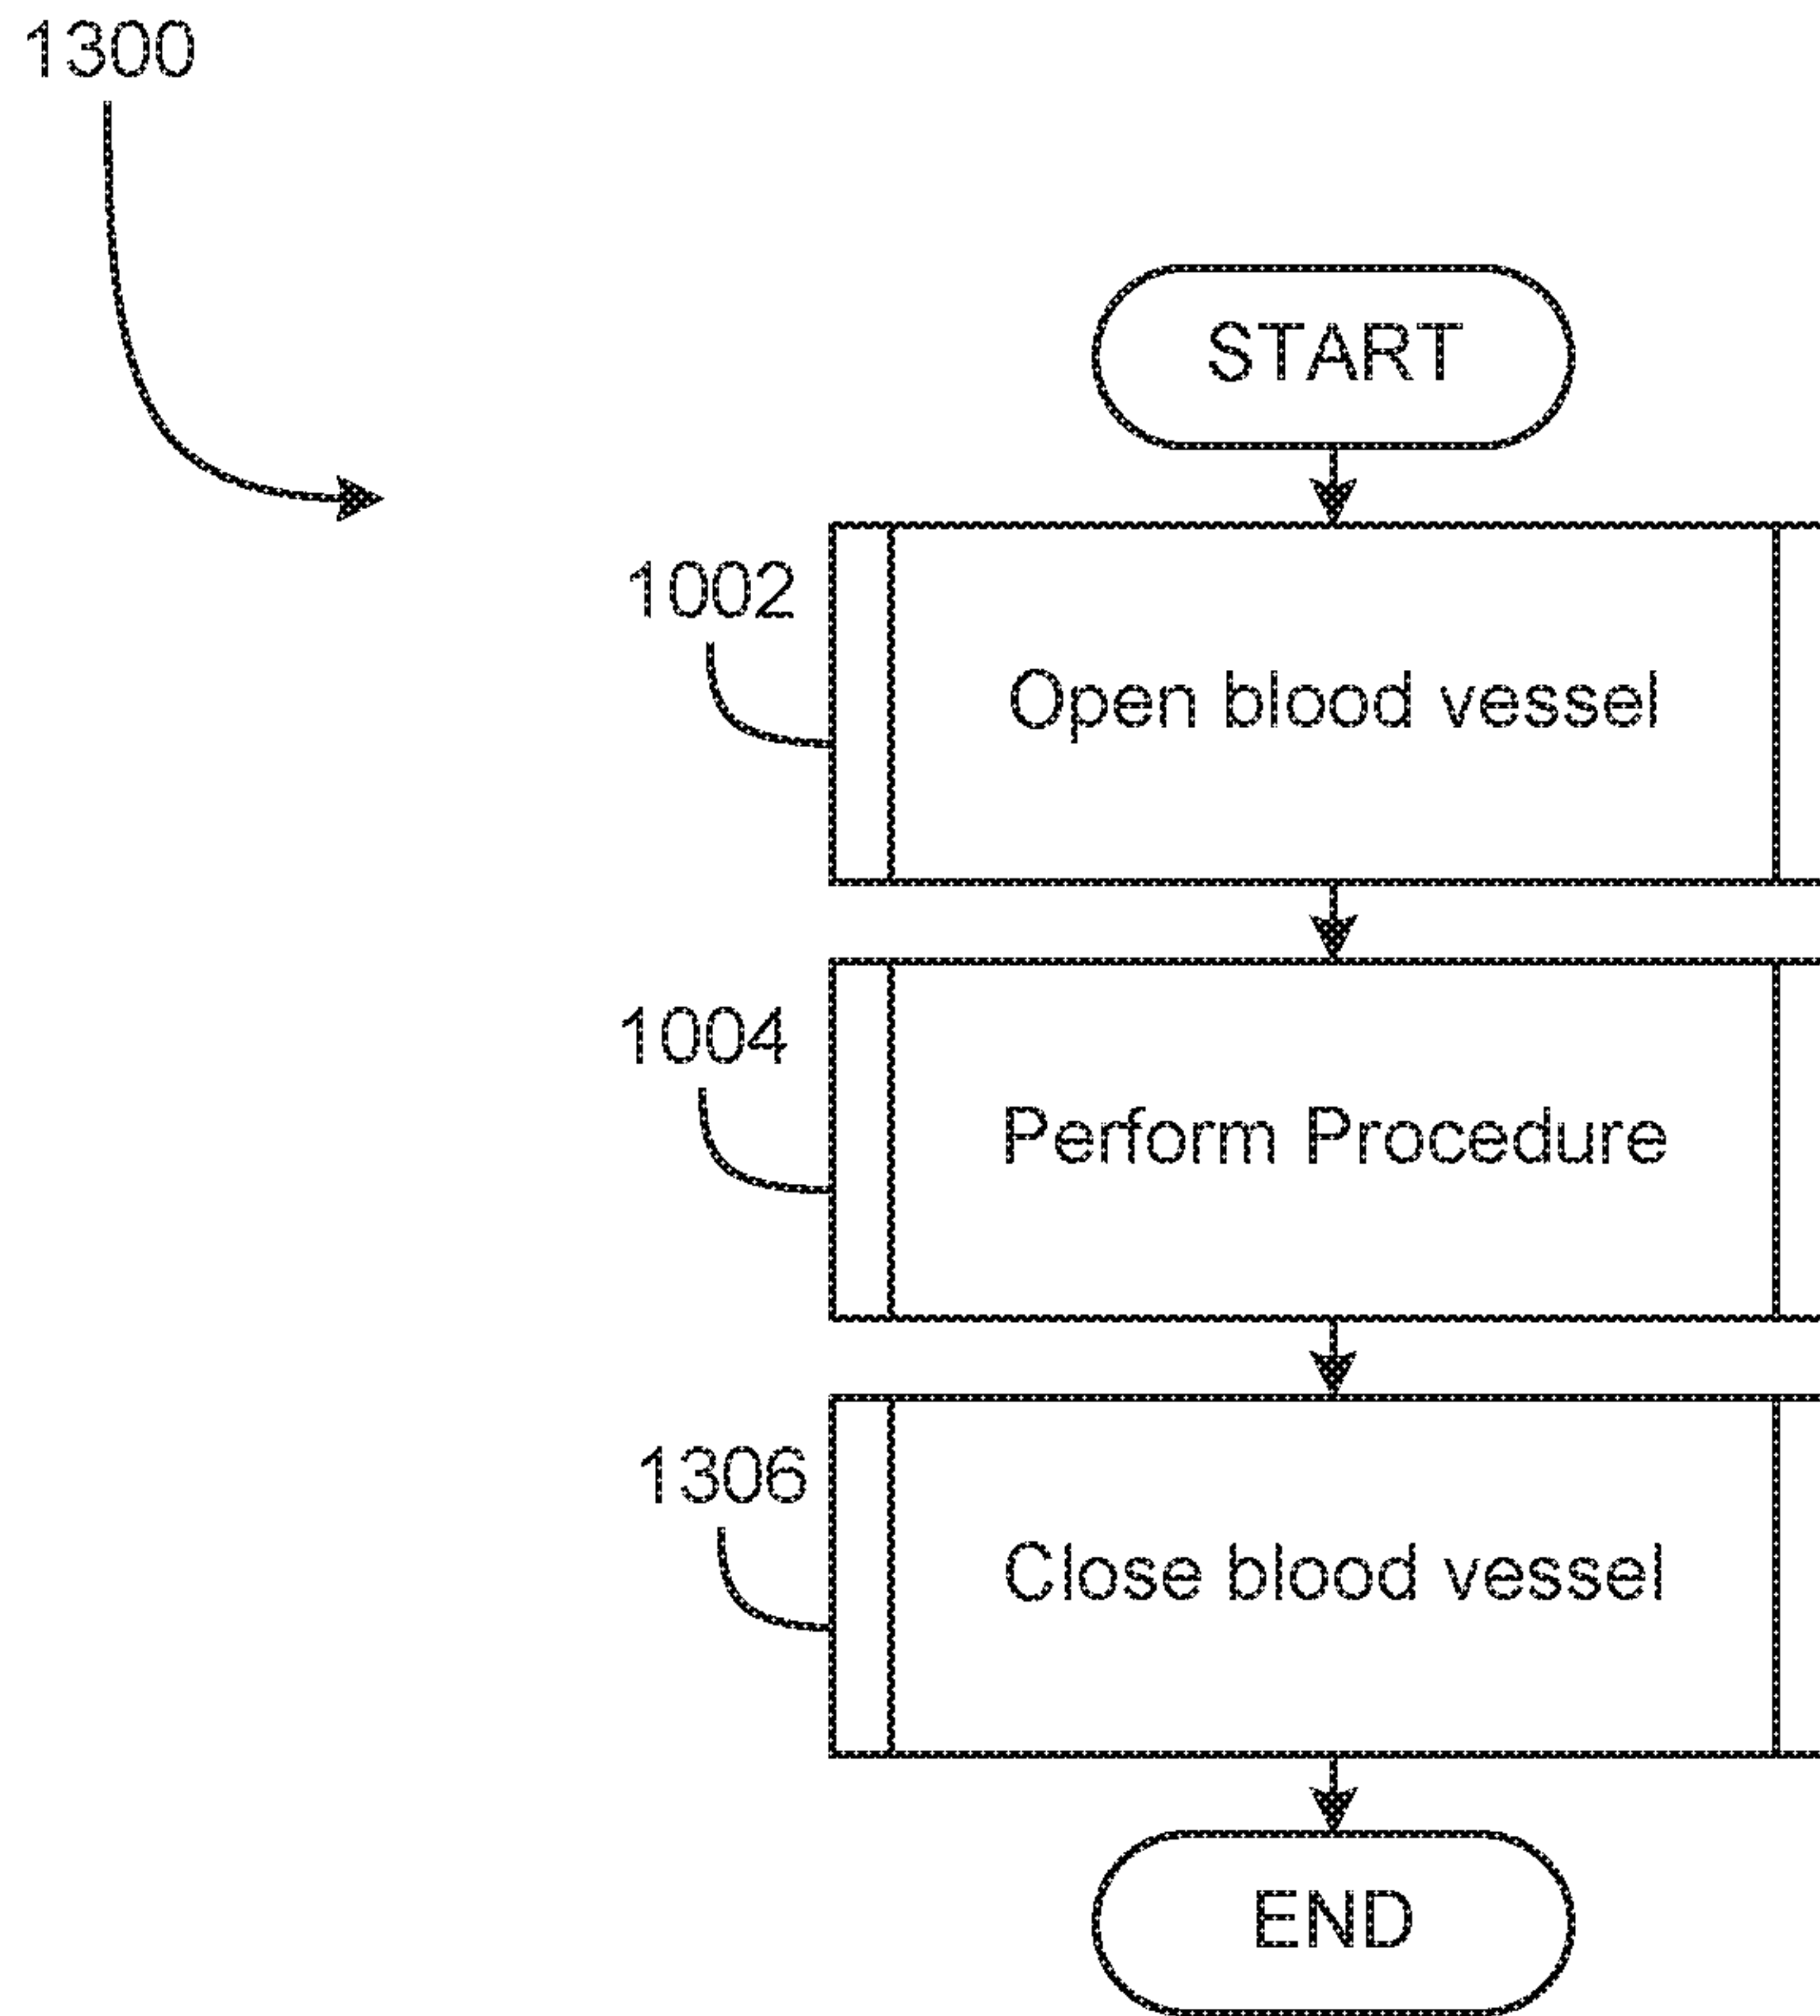 1300
START
1002
Open blood vessel
1004
Perform Procedure
1306
Close blood vessel
END